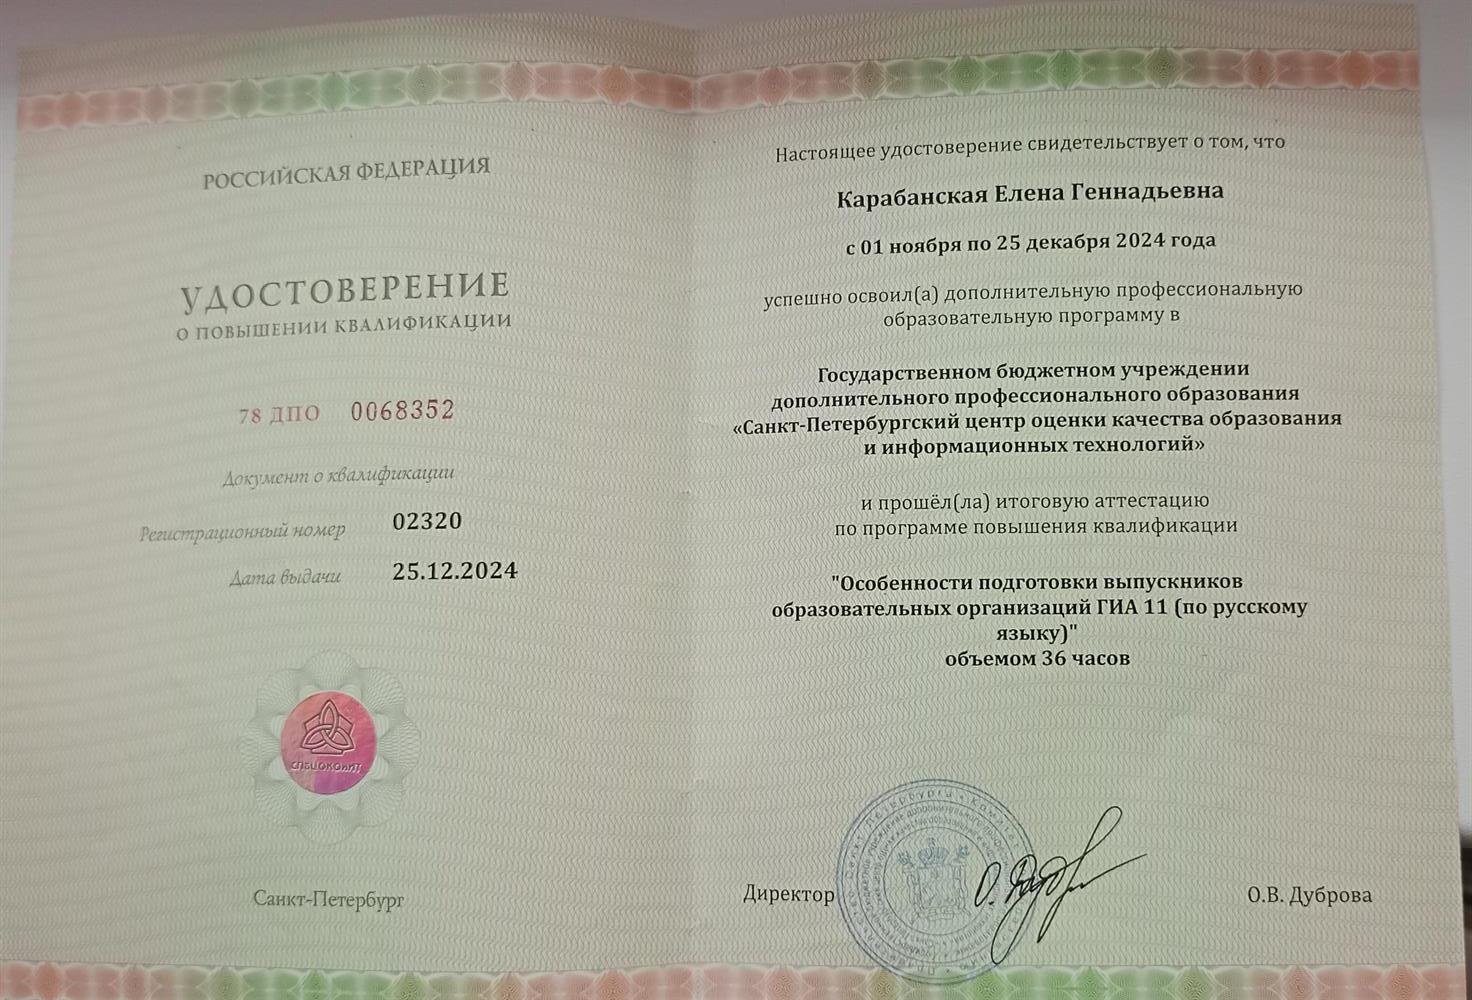 РОССИЙСКАЯ ФЕДЕРАЦИЯ
УДОСТОВЕРЕНИЕ
О ПОВЫШЕНИИ КВАЛИФИКАЦИИ
78 ДПО 0068352
Документ о квалификации
Регистрационный номер 02320
Дата выдачи 25.12.2024
СПЕЦБЛАНК
Санкт-Петербург
Настоящее удостоверение свидетельствует о том, что
Карабанская Елена Геннадьевна
с 01 ноября по 25 декабря 2024 года
успешно освоил(а) дополнительную профессиональную
образовательную программу в
Государственном бюджетном учреждении
дополнительного профессионального образования
«Санкт-Петербургский центр оценки качества образования
и информационных технологий»
и прошёл(ла) итоговую аттестацию
по программе повышения квалификации
"Особенности подготовки выпускников
образовательных организаций ГИА 11 (по русскому
языку)"
объемом 36 часов
Директор
О.В. Дуброва